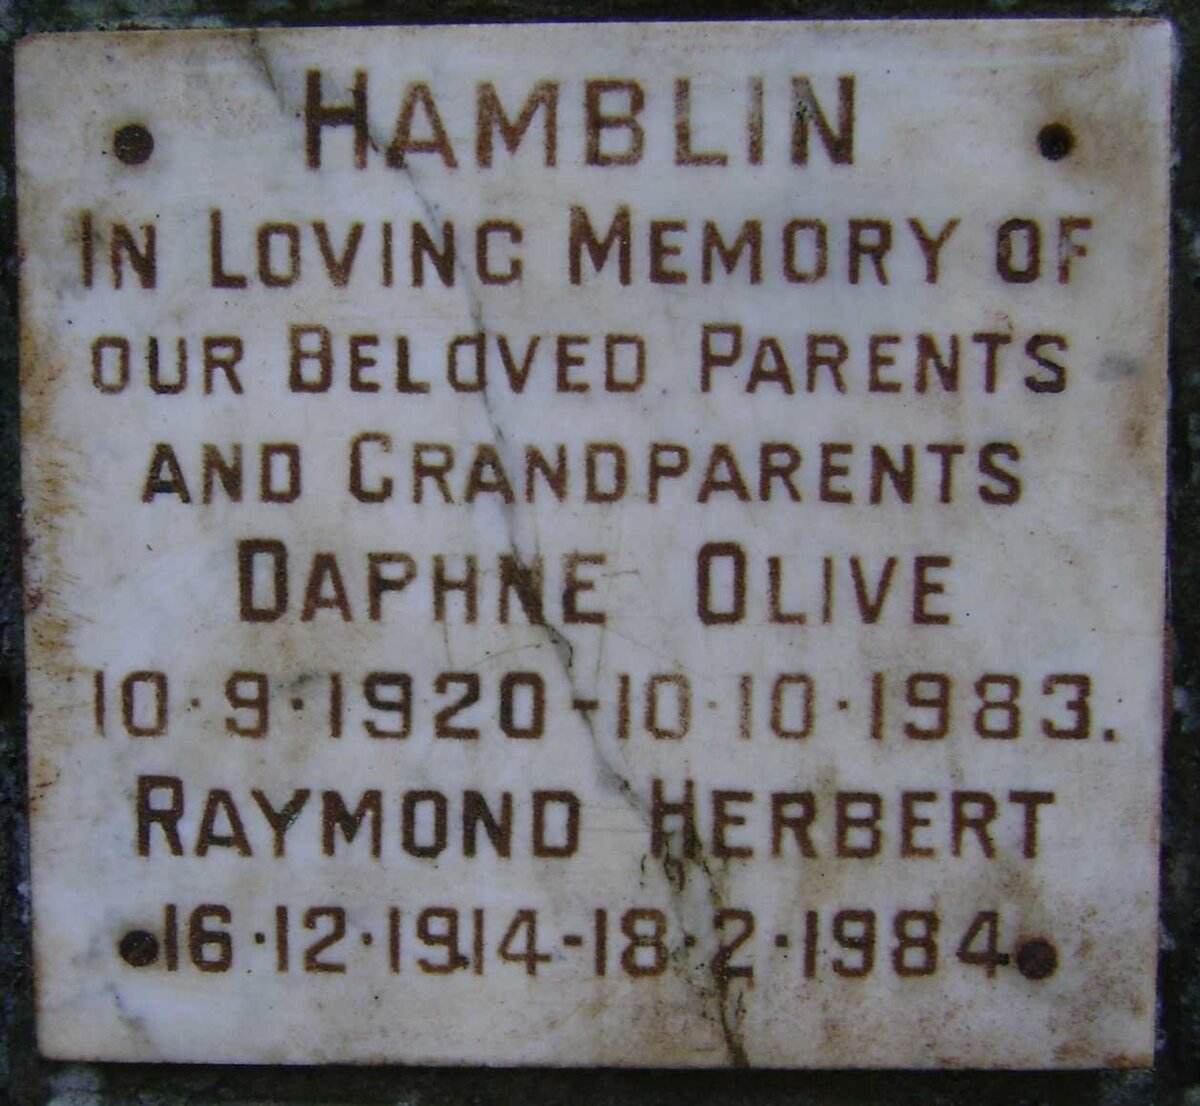 HAMBLIN
IN LOVING MEMORY OF
OUR BELOVED PARENTS
AND GRANDPARENTS
DAPHNE OLIVE
10·9·1920-10·10·1983.
RAYMOND HERBERT
16·12·1914-18·2·1984